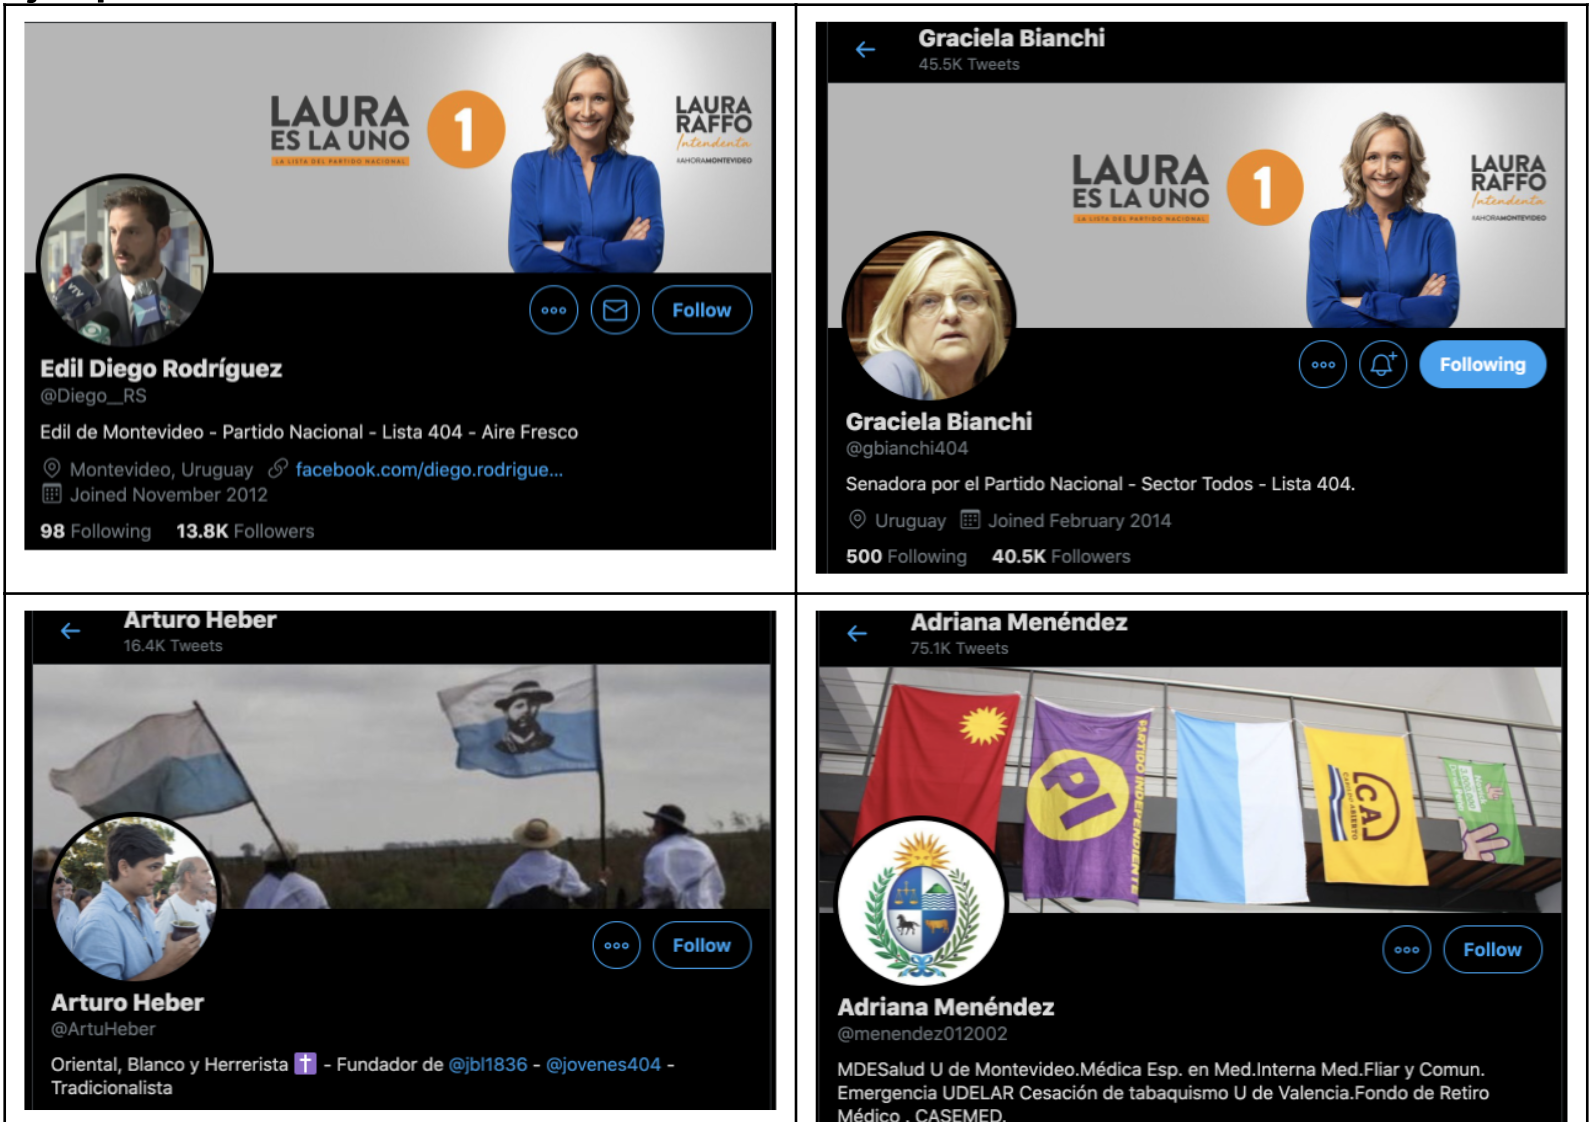 LAURA
ES LA UNO
LA LISTA DEL PARTIDO NACIONAL
1
LAURA
RAFFO
Intendenta
#AHORAMONTEVIDEO
YTV
Follow
Edil Diego Rodríguez
@Diego__RS
Edil de Montevideo - Partido Nacional - Lista 404 - Aire Fresco
Montevideo, Uruguay facebook.com/diego.rodrigue...
Joined November 2012
98 Following 13.8K Followers
Graciela Bianchi
45.5K Tweets
LAURA
ES LA UNO
LA LISTA DEL PARTIDO NACIONAL
1
LAURA
RAFFO
Intendenta
#AHORAMONTEVIDEO
Following
Graciela Bianchi
@gbianchi404
Senadora por el Partido Nacional - Sector Todos - Lista 404.
Uruguay Joined February 2014
500 Following 40.5K Followers
Arturo Heber
16.4K Tweets
Follow
Arturo Heber
@ArtuHeber
Oriental, Blanco y Herrerista ✝️ - Fundador de @jbl1836 - @jovenes404 -
Tradicionalista
Adriana Menéndez
75.1K Tweets
PI
PARTIDO INDEPENDIENTE
CA
CABILDO ABIERTO
Follow
Adriana Menéndez
@menendez012002
MDESalud U de Montevideo.Médica Esp. en Med.Interna Med.Fliar y Comun.
Emergencia UDELAR Cesación de tabaquismo U de Valencia.Fondo de Retiro
Médico . CASEMED.